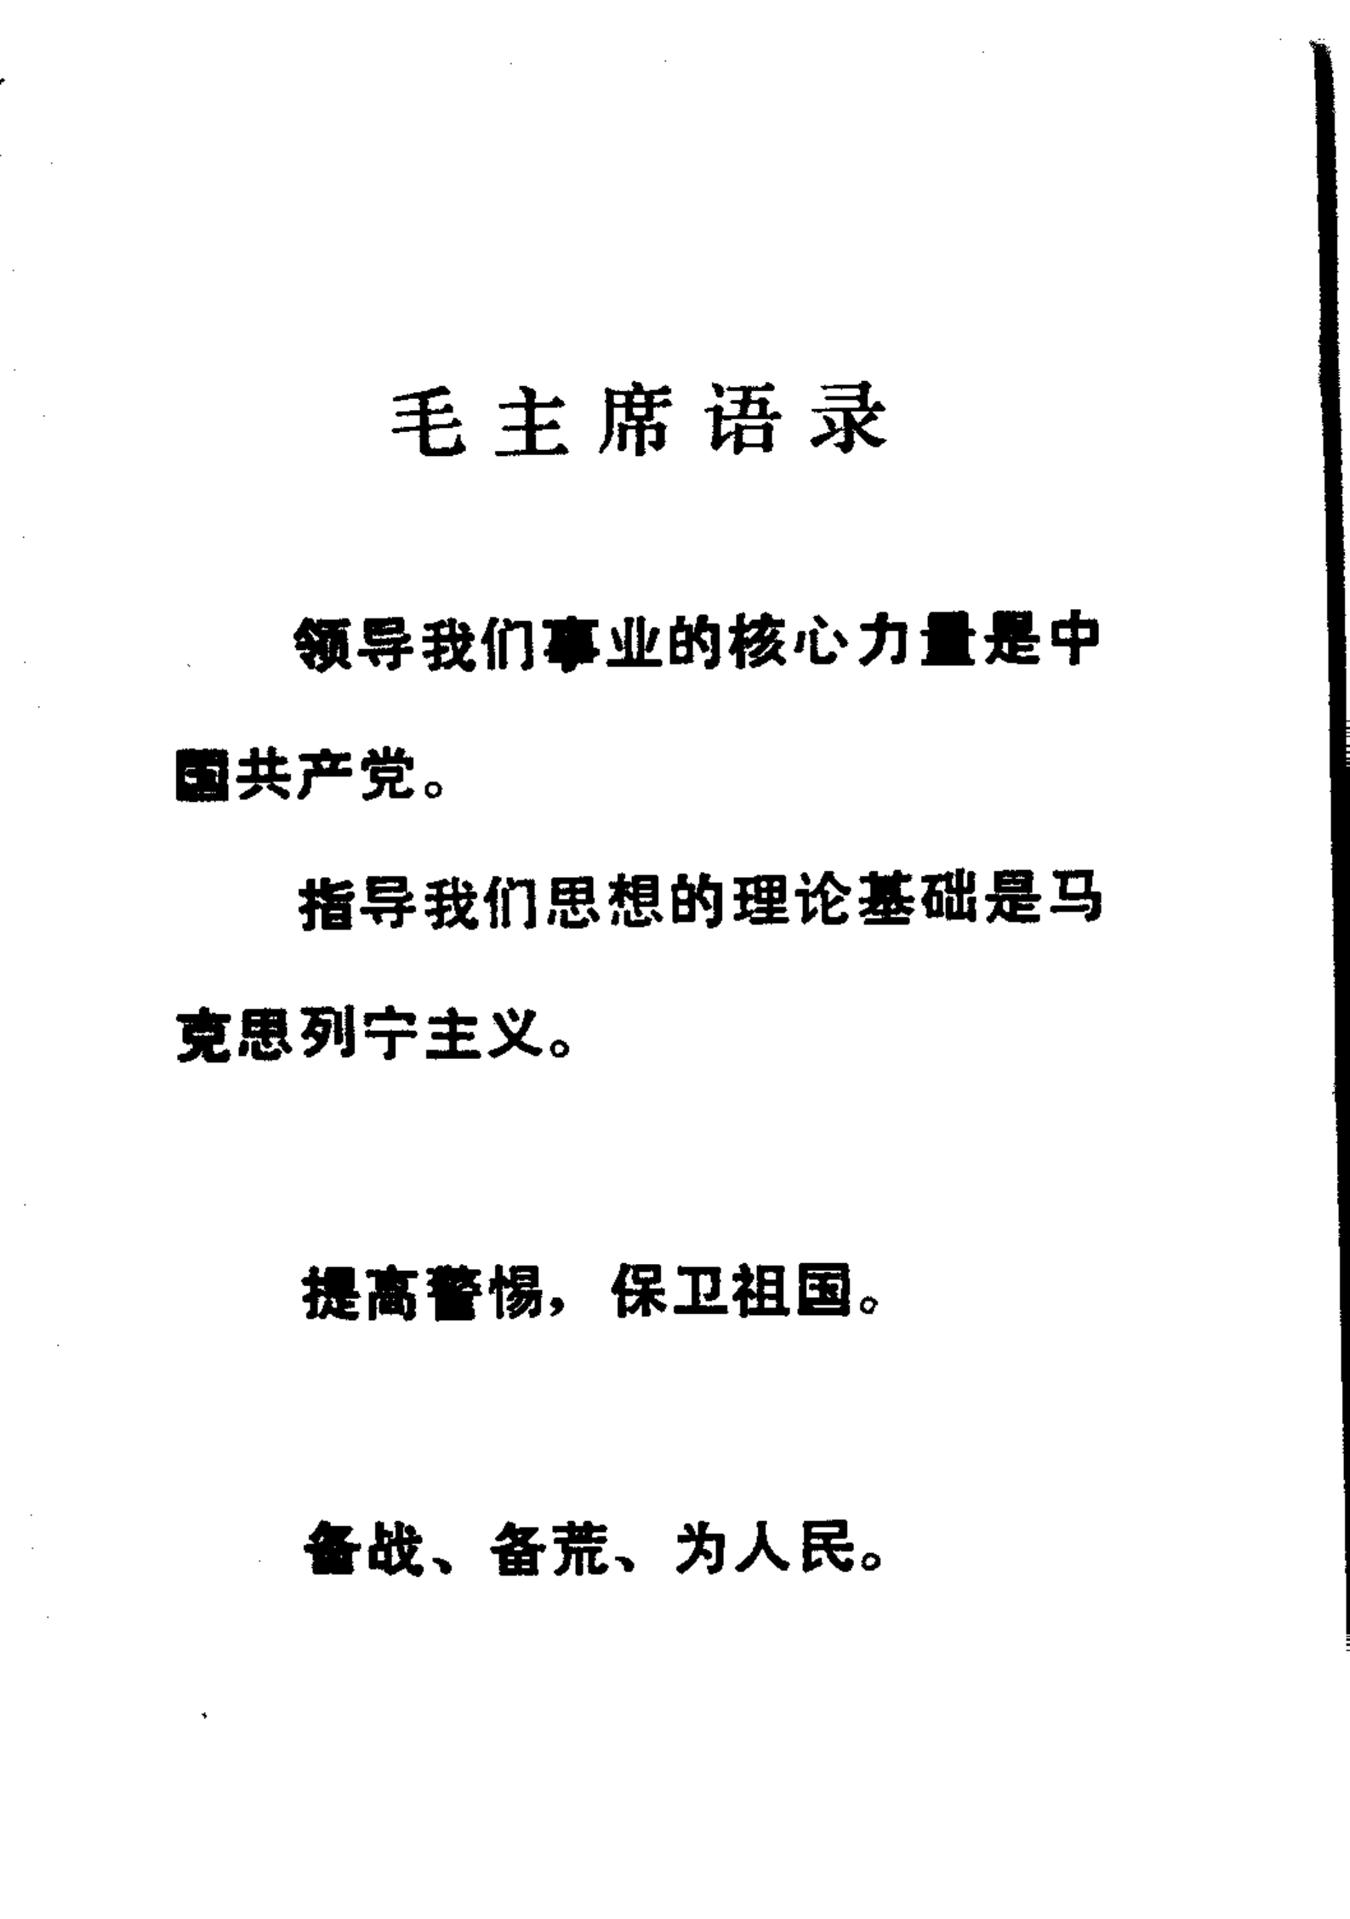 毛主席语录
领导我们事业的核心力量是中
国共产党。
指导我们思想的理论基础是马
克思列宁主义。
提高警惕，保卫祖国。
备战、备荒、为人民。